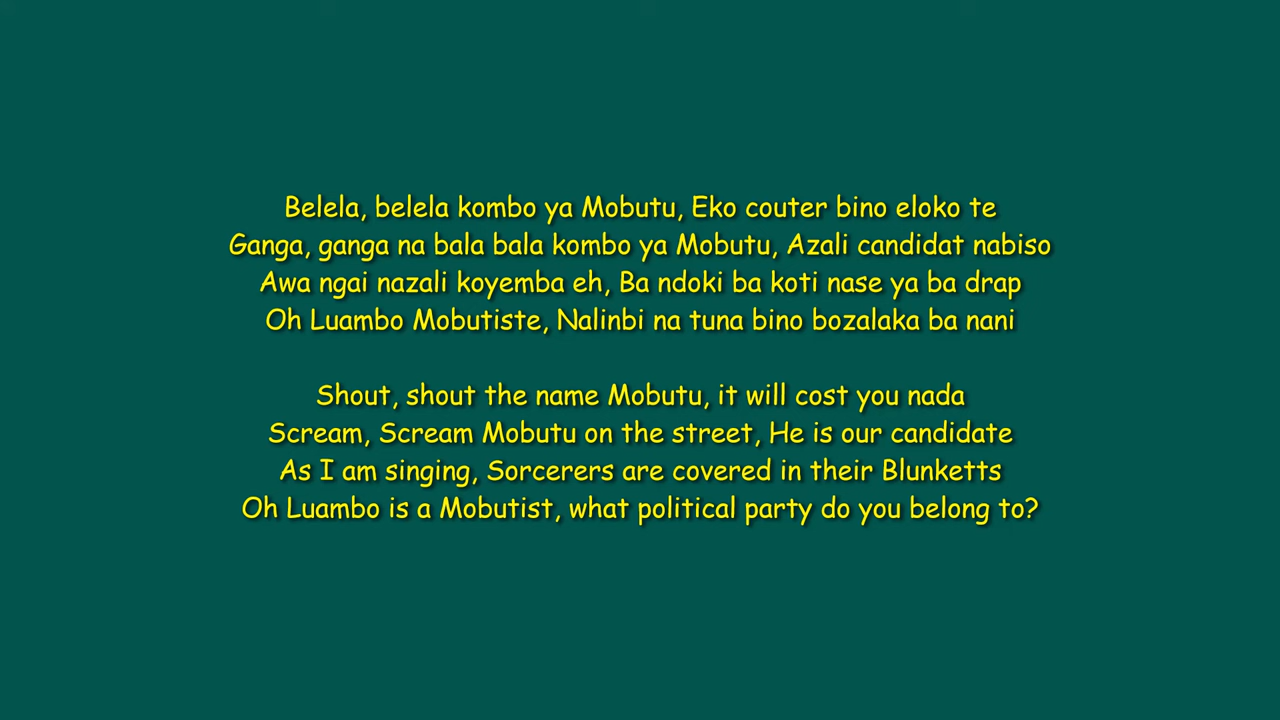 Belela, belela kombo ya Mobutu, Eko couter bino eloko te
Ganga, ganga na bala bala kombo ya Mobutu, Azali candidat nabiso
Awa ngai nazali koyemba eh, Ba ndoki ba koti nase ya ba drap
Oh Luambo Mobutiste, Nalinbi na tuna bino bozalaka ba nani
Shout, shout the name Mobutu, it will cost you nada
Scream, Scream Mobutu on the street, He is our candidate
As I am singing, Sorcerers are covered in their Blunketts
Oh Luambo is a Mobutist, what political party do you belong to?